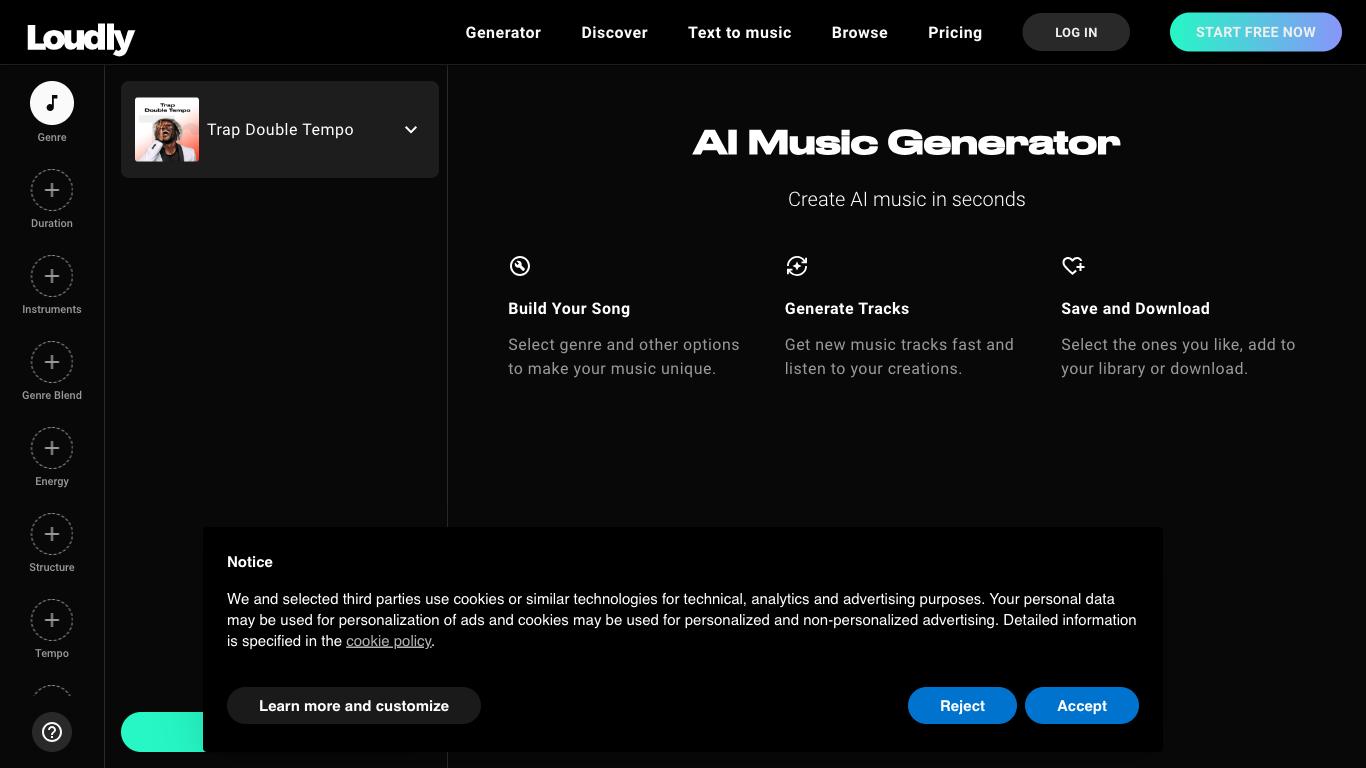 Loudly
Generator
Discover
Text to music
Browse
Pricing
LOG IN
START FREE NOW
Genre
Duration
Instruments
Genre Blend
Energy
Structure
Tempo
Trap
Double Tempo
Trap Double Tempo
AI Music Generator
Create AI music in seconds
Build Your Song
Select genre and other options
to make your music unique.
Generate Tracks
Get new music tracks fast and
listen to your creations.
Save and Download
Select the ones you like, add to
your library or download.
Notice
We and selected third parties use cookies or similar technologies for technical, analytics and advertising purposes. Your personal data
may be used for personalization of ads and cookies may be used for personalized and non-personalized advertising. Detailed information
is specified in the cookie policy.
Learn more and customize
Reject
Accept